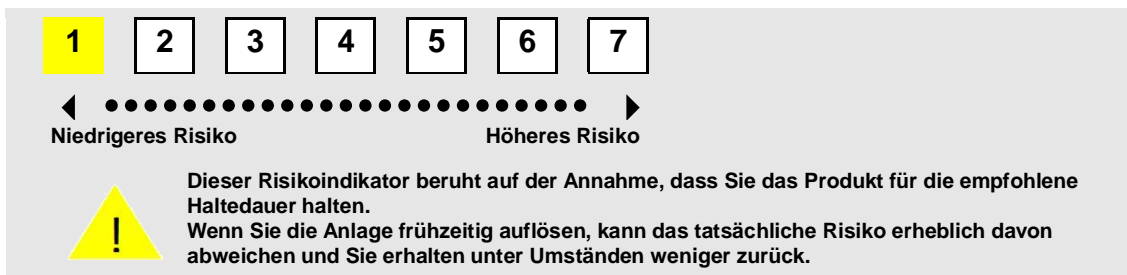 1 2 3 4 5 6 7
Niedrigeres Risiko Höheres Risiko
Dieser Risikoindikator beruht auf der Annahme, dass Sie das Produkt für die empfohlene
Haltedauer halten.
! Wenn Sie die Anlage frühzeitig auflösen, kann das tatsächliche Risiko erheblich davon
abweichen und Sie erhalten unter Umständen weniger zurück.